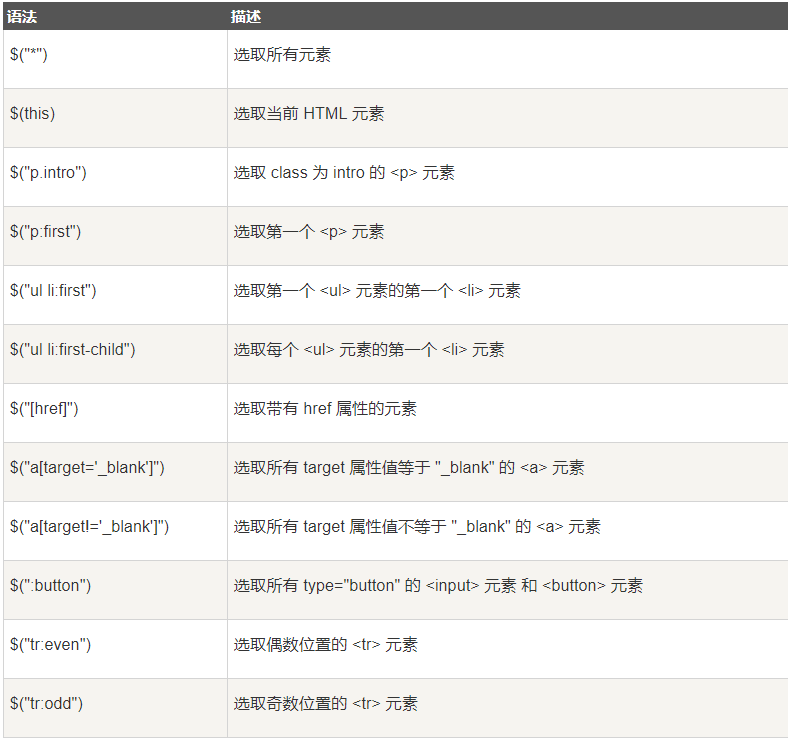 语法 描述
$("*") 选取所有元素
$(this) 选取当前 HTML 元素
$("p.intro") 选取 class 为 intro 的 <p> 元素
$("p:first") 选取第一个 <p> 元素
$("ul li:first") 选取第一个 <ul> 元素的第一个 <li> 元素
$("ul li:first-child") 选取每个 <ul> 元素的第一个 <li> 元素
$("[href]") 选取带有 href 属性的元素
$("a[target='_blank']") 选取所有 target 属性值等于 "_blank" 的 <a> 元素
$("a[target!='_blank']") 选取所有 target 属性值不等于 "_blank" 的 <a> 元素
$(":button") 选取所有 type="button" 的 <input> 元素 和 <button> 元素
$("tr:even") 选取偶数位置的 <tr> 元素
$("tr:odd") 选取奇数位置的 <tr> 元素